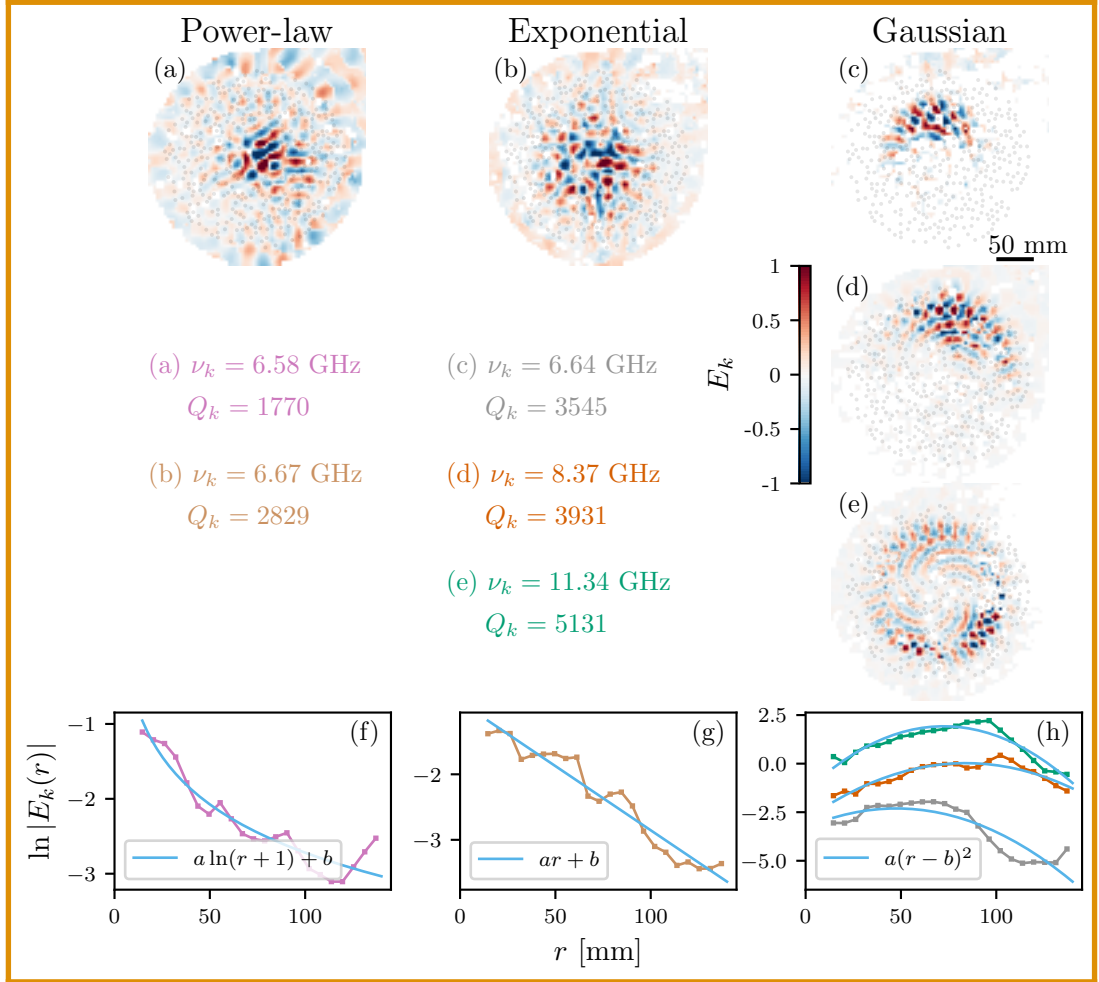 Power-law Exponential Gaussian
(a) (b) (c)
50 mm
(d)
1
0.5
0
-0.5
-1
E_k
(a) ν_k = 6.58 GHz
Q_k = 1770
(b) ν_k = 6.67 GHz
Q_k = 2829
(c) ν_k = 6.64 GHz
Q_k = 3545
(d) ν_k = 8.37 GHz
Q_k = 3931
(e) ν_k = 11.34 GHz
Q_k = 5131
(e)
ln |E_k(r)|
−1
−2
−3
(f)
a ln(r + 1) + b
0 50 100
−2
−3
(g)
ar + b
0 50 100
2.5
0.0
−2.5
−5.0
(h)
a(r − b)²
0 50 100
r [mm]